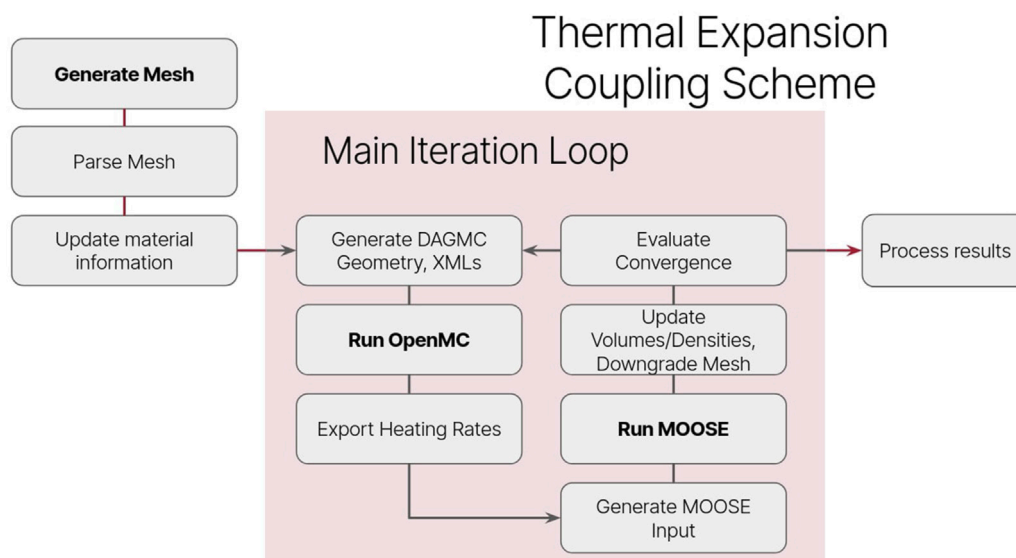 Thermal Expansion
Coupling Scheme
Generate Mesh
Parse Mesh
Update material
information
Main Iteration Loop
Generate DAGMC
Geometry, XMLs
Run OpenMC
Export Heating Rates
Evaluate
Convergence
Update
Volumes/Densities,
Downgrade Mesh
Run MOOSE
Generate MOOSE
Input
Process results